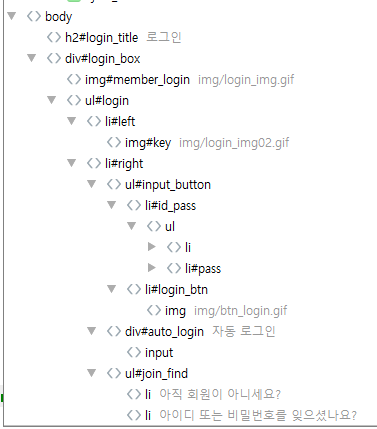 body
h2#login_title 로그인
div#login_box
img#member_login img/login_img.gif
ul#login
li#left
img#key img/login_img02.gif
li#right
ul#input_button
li#id_pass
ul
li
li#pass
li#login_btn
img img/btn_login.gif
div#auto_login 자동 로그인
input
ul#join_find
li 아직 회원이 아니세요?
li 아이디 또는 비밀번호를 잊으셨나요?